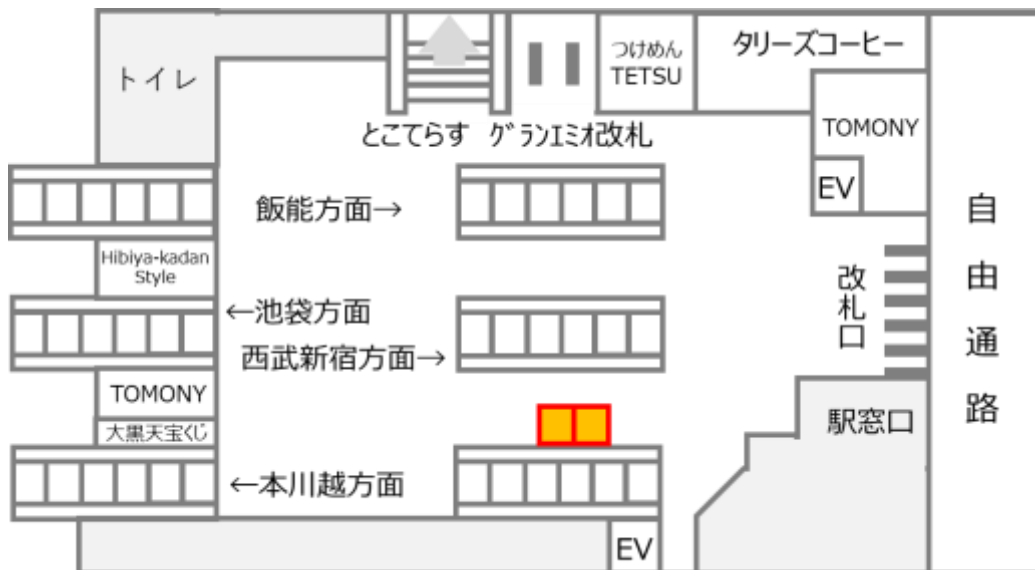 トイレ
つけめん
TETSU
タリーズコーヒー
とこてらす
グランエミオ改札
TOMONY
EV
飯能方面→
Hibiya-kadan
Style
←池袋方面
西武新宿方面→
改札口
自由通路
TOMONY
大黒天宝くじ
駅窓口
←本川越方面
EV